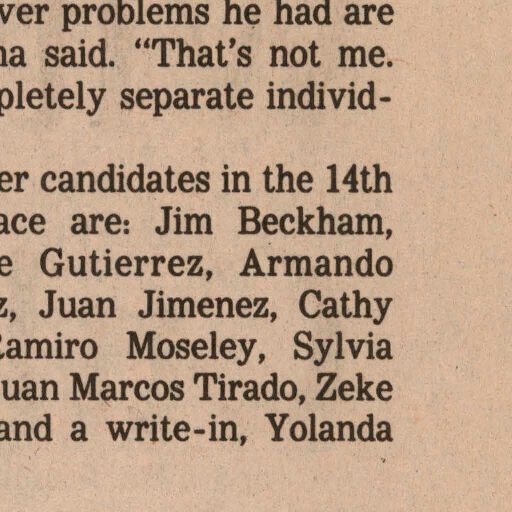 ver problems he had are
na said. “That’s not me.
pletely separate individ-
er candidates in the 14th
ace are: Jim Beckham,
e Gutierrez, Armando
z, Juan Jimenez, Cathy
Ramiro Moseley, Sylvia
uan Marcos Tirado, Zeke
and a write-in, Yolanda